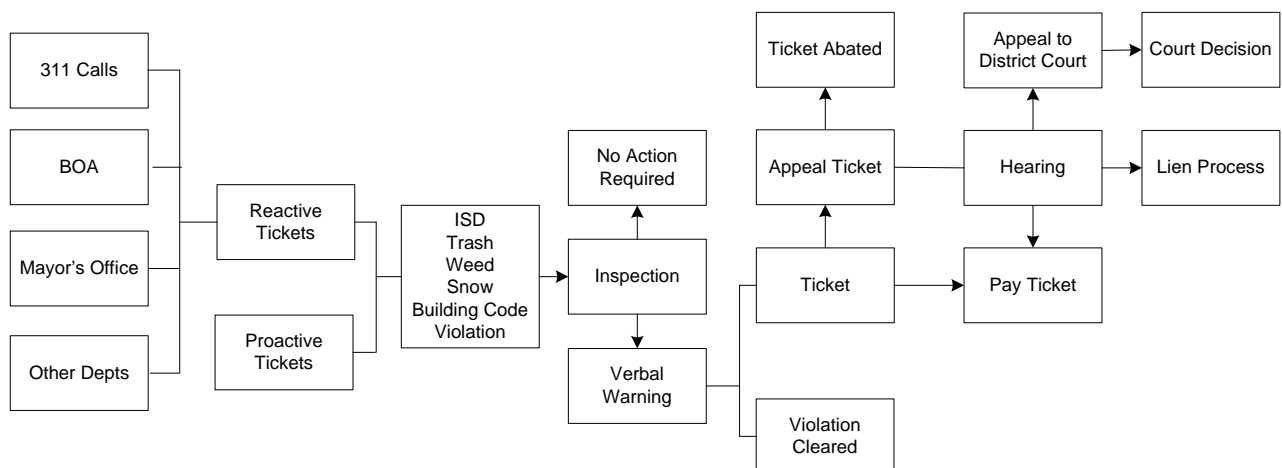 311 Calls
BOA
Mayor's Office
Other Depts
Reactive
Tickets
Proactive
Tickets
ISD
Trash
Weed
Snow
Building Code
Violation
No Action
Required
Inspection
Verbal
Warning
Ticket Abated
Appeal Ticket
Ticket
Violation
Cleared
Appeal to
District Court
Hearing
Pay Ticket
Court Decision
Lien Process